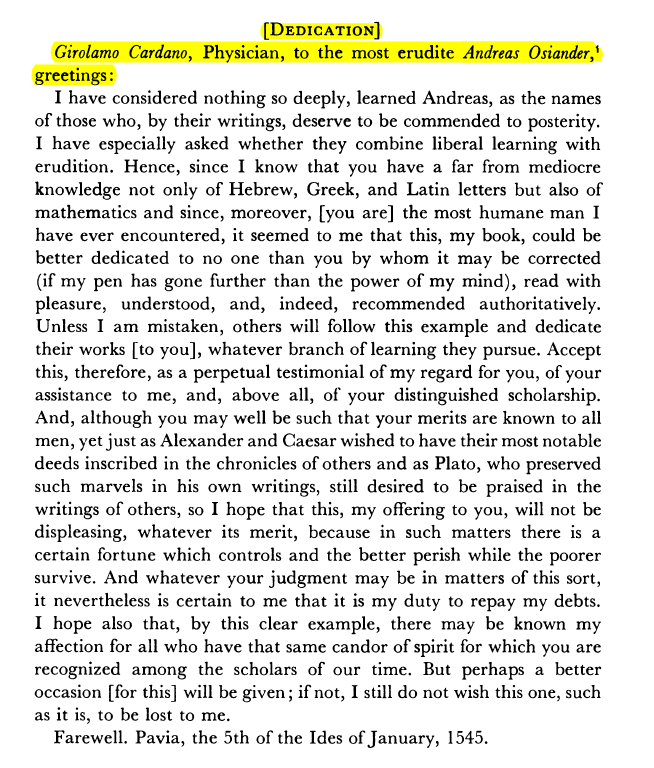 [DEDICATION]
Girolamo Cardano, Physician, to the most erudite Andreas Osiander,¹
greetings:
I have considered nothing so deeply, learned Andreas, as the names
of those who, by their writings, deserve to be commended to posterity.
I have especially asked whether they combine liberal learning with
erudition. Hence, since I know that you have a far from mediocre
knowledge not only of Hebrew, Greek, and Latin letters but also of
mathematics and since, moreover, [you are] the most humane man I
have ever encountered, it seemed to me that this, my book, could be
better dedicated to no one than you by whom it may be corrected
(if my pen has gone further than the power of my mind), read with
pleasure, understood, and, indeed, recommended authoritatively.
Unless I am mistaken, others will follow this example and dedicate
their works [to you], whatever branch of learning they pursue. Accept
this, therefore, as a perpetual testimonial of my regard for you, of your
assistance to me, and, above all, of your distinguished scholarship.
And, although you may well be such that your merits are known to all
men, yet just as Alexander and Caesar wished to have their most notable
deeds inscribed in the chronicles of others and as Plato, who preserved
such marvels in his own writings, still desired to be praised in the
writings of others, so I hope that this, my offering to you, will not be
displeasing, whatever its merit, because in such matters there is a
certain fortune which controls and the better perish while the poorer
survive. And whatever your judgment may be in matters of this sort,
it nevertheless is certain to me that it is my duty to repay my debts.
I hope also that, by this clear example, there may be known my
affection for all who have that same candor of spirit for which you are
recognized among the scholars of our time. But perhaps a better
occasion [for this] will be given; if not, I still do not wish this one, such
as it is, to be lost to me.
Farewell. Pavia, the 5th of the Ides of January, 1545.